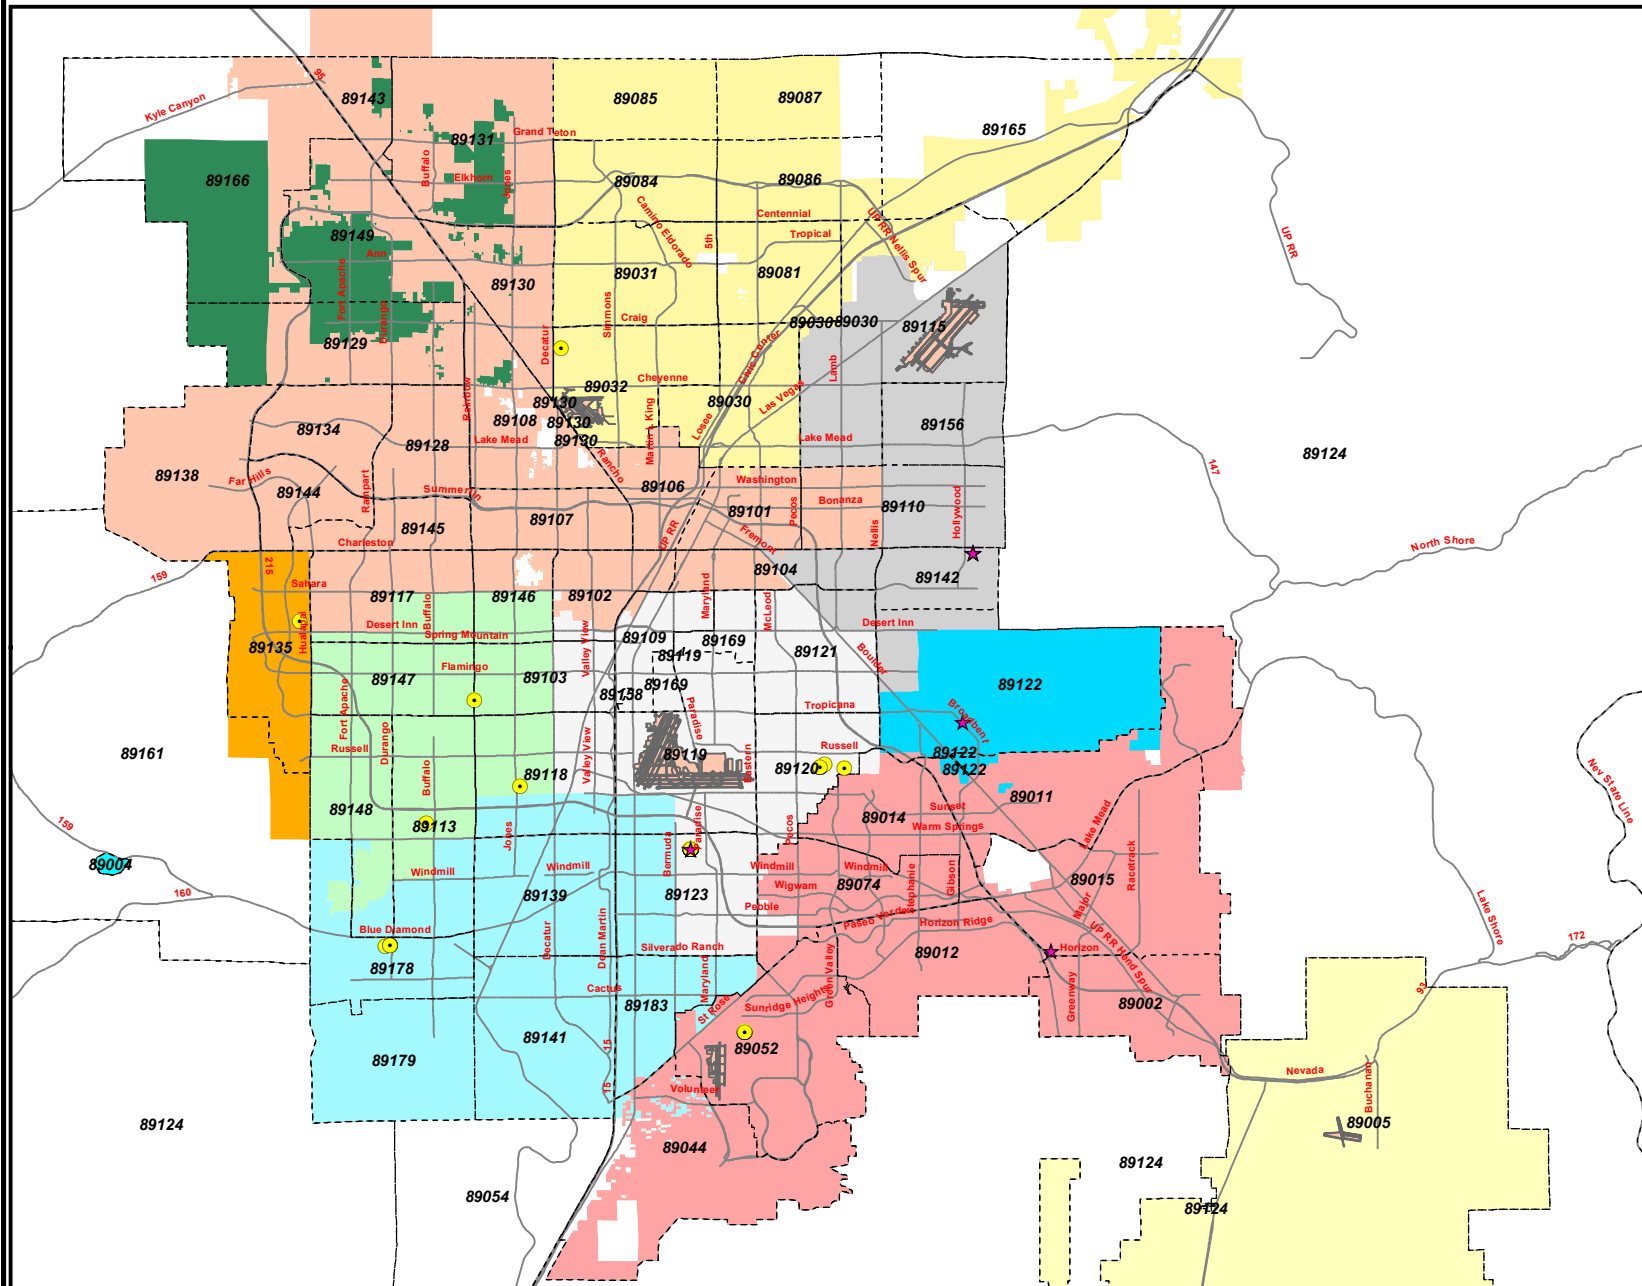 95
Kyle Canyon
89143
89085
89087
89165
89131
Grand Teton
89166
Buffalo
Elkhorn
Jones
89084
89086
Camino Eldorado
Centennial
UP RR Nellis Spur
UP RR
89149
Ann
5th
Tropical
Fort Apache
Durango
89130
89031
89081
Simmons
Craig
89030
89030
89115
89129
Decatur
Civic Center
Lamb
Rainbow
89032
Cheyenne
Las Vegas
89130
89030
89134
89108
89130
Martin L King
Losee
89156
89128
Lake Mead
89130
Lake Mead
89124
89138
Far Hills
Rancho
147
89144
Rampart
Summerlin
89106
Washington
Pecos
Bonanza
89110
Hollywood
89145
89107
89101
Nellis
Charleston
UP RR
Fremont
North Shore
159
215
89104
89142
Sahara
89117
Buffalo
89146
89102
Maryland
McLeod
Hualapai
Desert Inn
Spring Mountain
Desert Inn
89135
Valley View
89109
89169
89119
89121
Boulder
Flamingo
89147
89103
89158
89169
89122
Fort Apache
Paradise
Tropicana
Broadbent
89161
Russell
Durango
Valley View
89119
Eastern
Russell
89122
89118
89120
89122
Buffalo
Nev State Line
89148
89011
159
89113
Jones
Bermuda
Paradise
Pecos
89014
Sunset
Warm Springs
Lake Mead
Racetrack
89004
Windmill
Windmill
Windmill
Windmill
160
89139
89123
Wigwam
89074
Stephanie
Gibson
89015
Major
Pebble
Paseo Verde
Horizon Ridge
Lake Shore
Blue Diamond
Decatur
Dean Martin
Silverado Ranch
UP RR Hend Spur
172
89178
Maryland
Green Valley
89012
Horizon
Cactus
89183
St Rose
Sunridge Heights
Greenway
89002
93
89141
15
89052
89179
15
Volunteer
Nevada
Buchanan
89124
89005
89044
89124
89054
89124